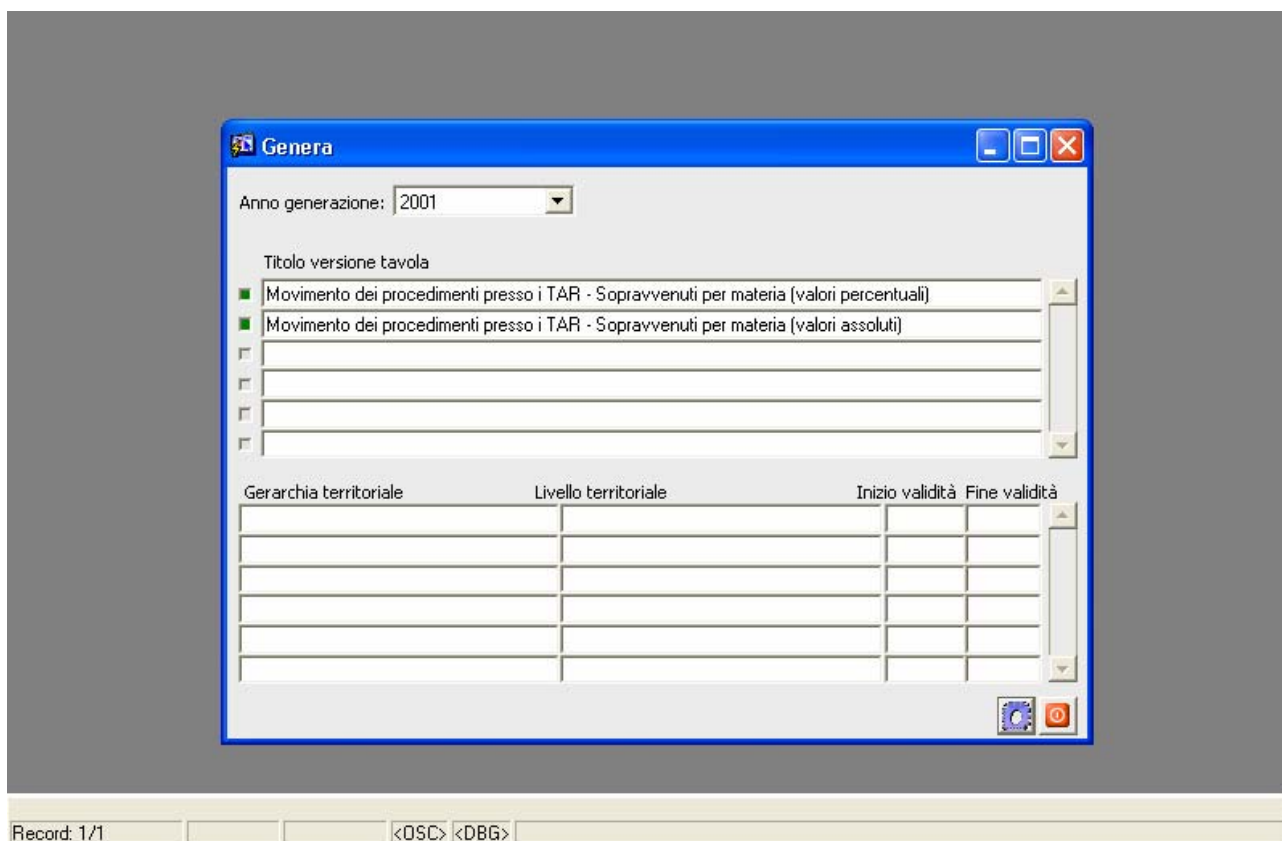 Genera
Anno generazione: 2001
Titolo versione tavola
Movimento dei procedimenti presso i TAR - Sopravvenuti per materia (valori percentuali)
Movimento dei procedimenti presso i TAR - Sopravvenuti per materia (valori assoluti)
Gerarchia territoriale Livello territoriale Inizio validità Fine validità
Record: 1/1 <OSC> <DBG>